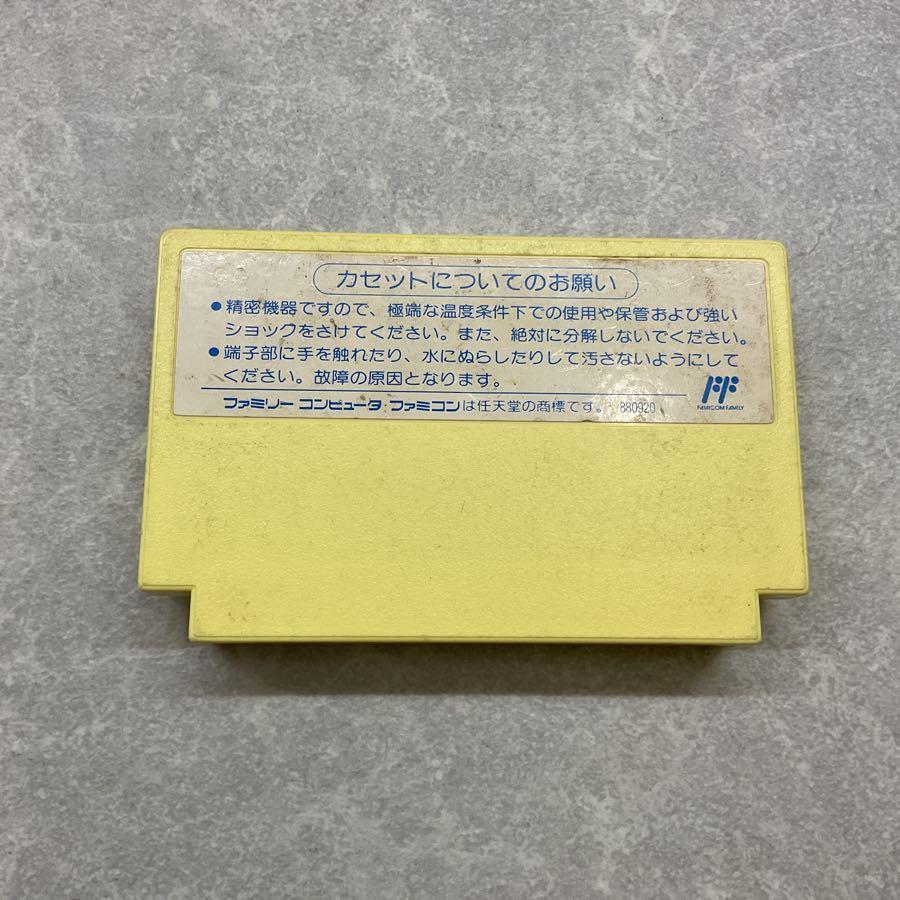 カセットについてのお願い
●精密機器ですので、極端な温度条件下での使用や保管および強い
ショックをさけてください。また、絶対に分解しないでください。
●端子部に手を触れたり、水にぬらしたりして汚さないようにして
ください。故障の原因となります。
ファミリー コンピュータ・ファミコンは任天堂の商標です。 880920
FAMICOM FAMILY